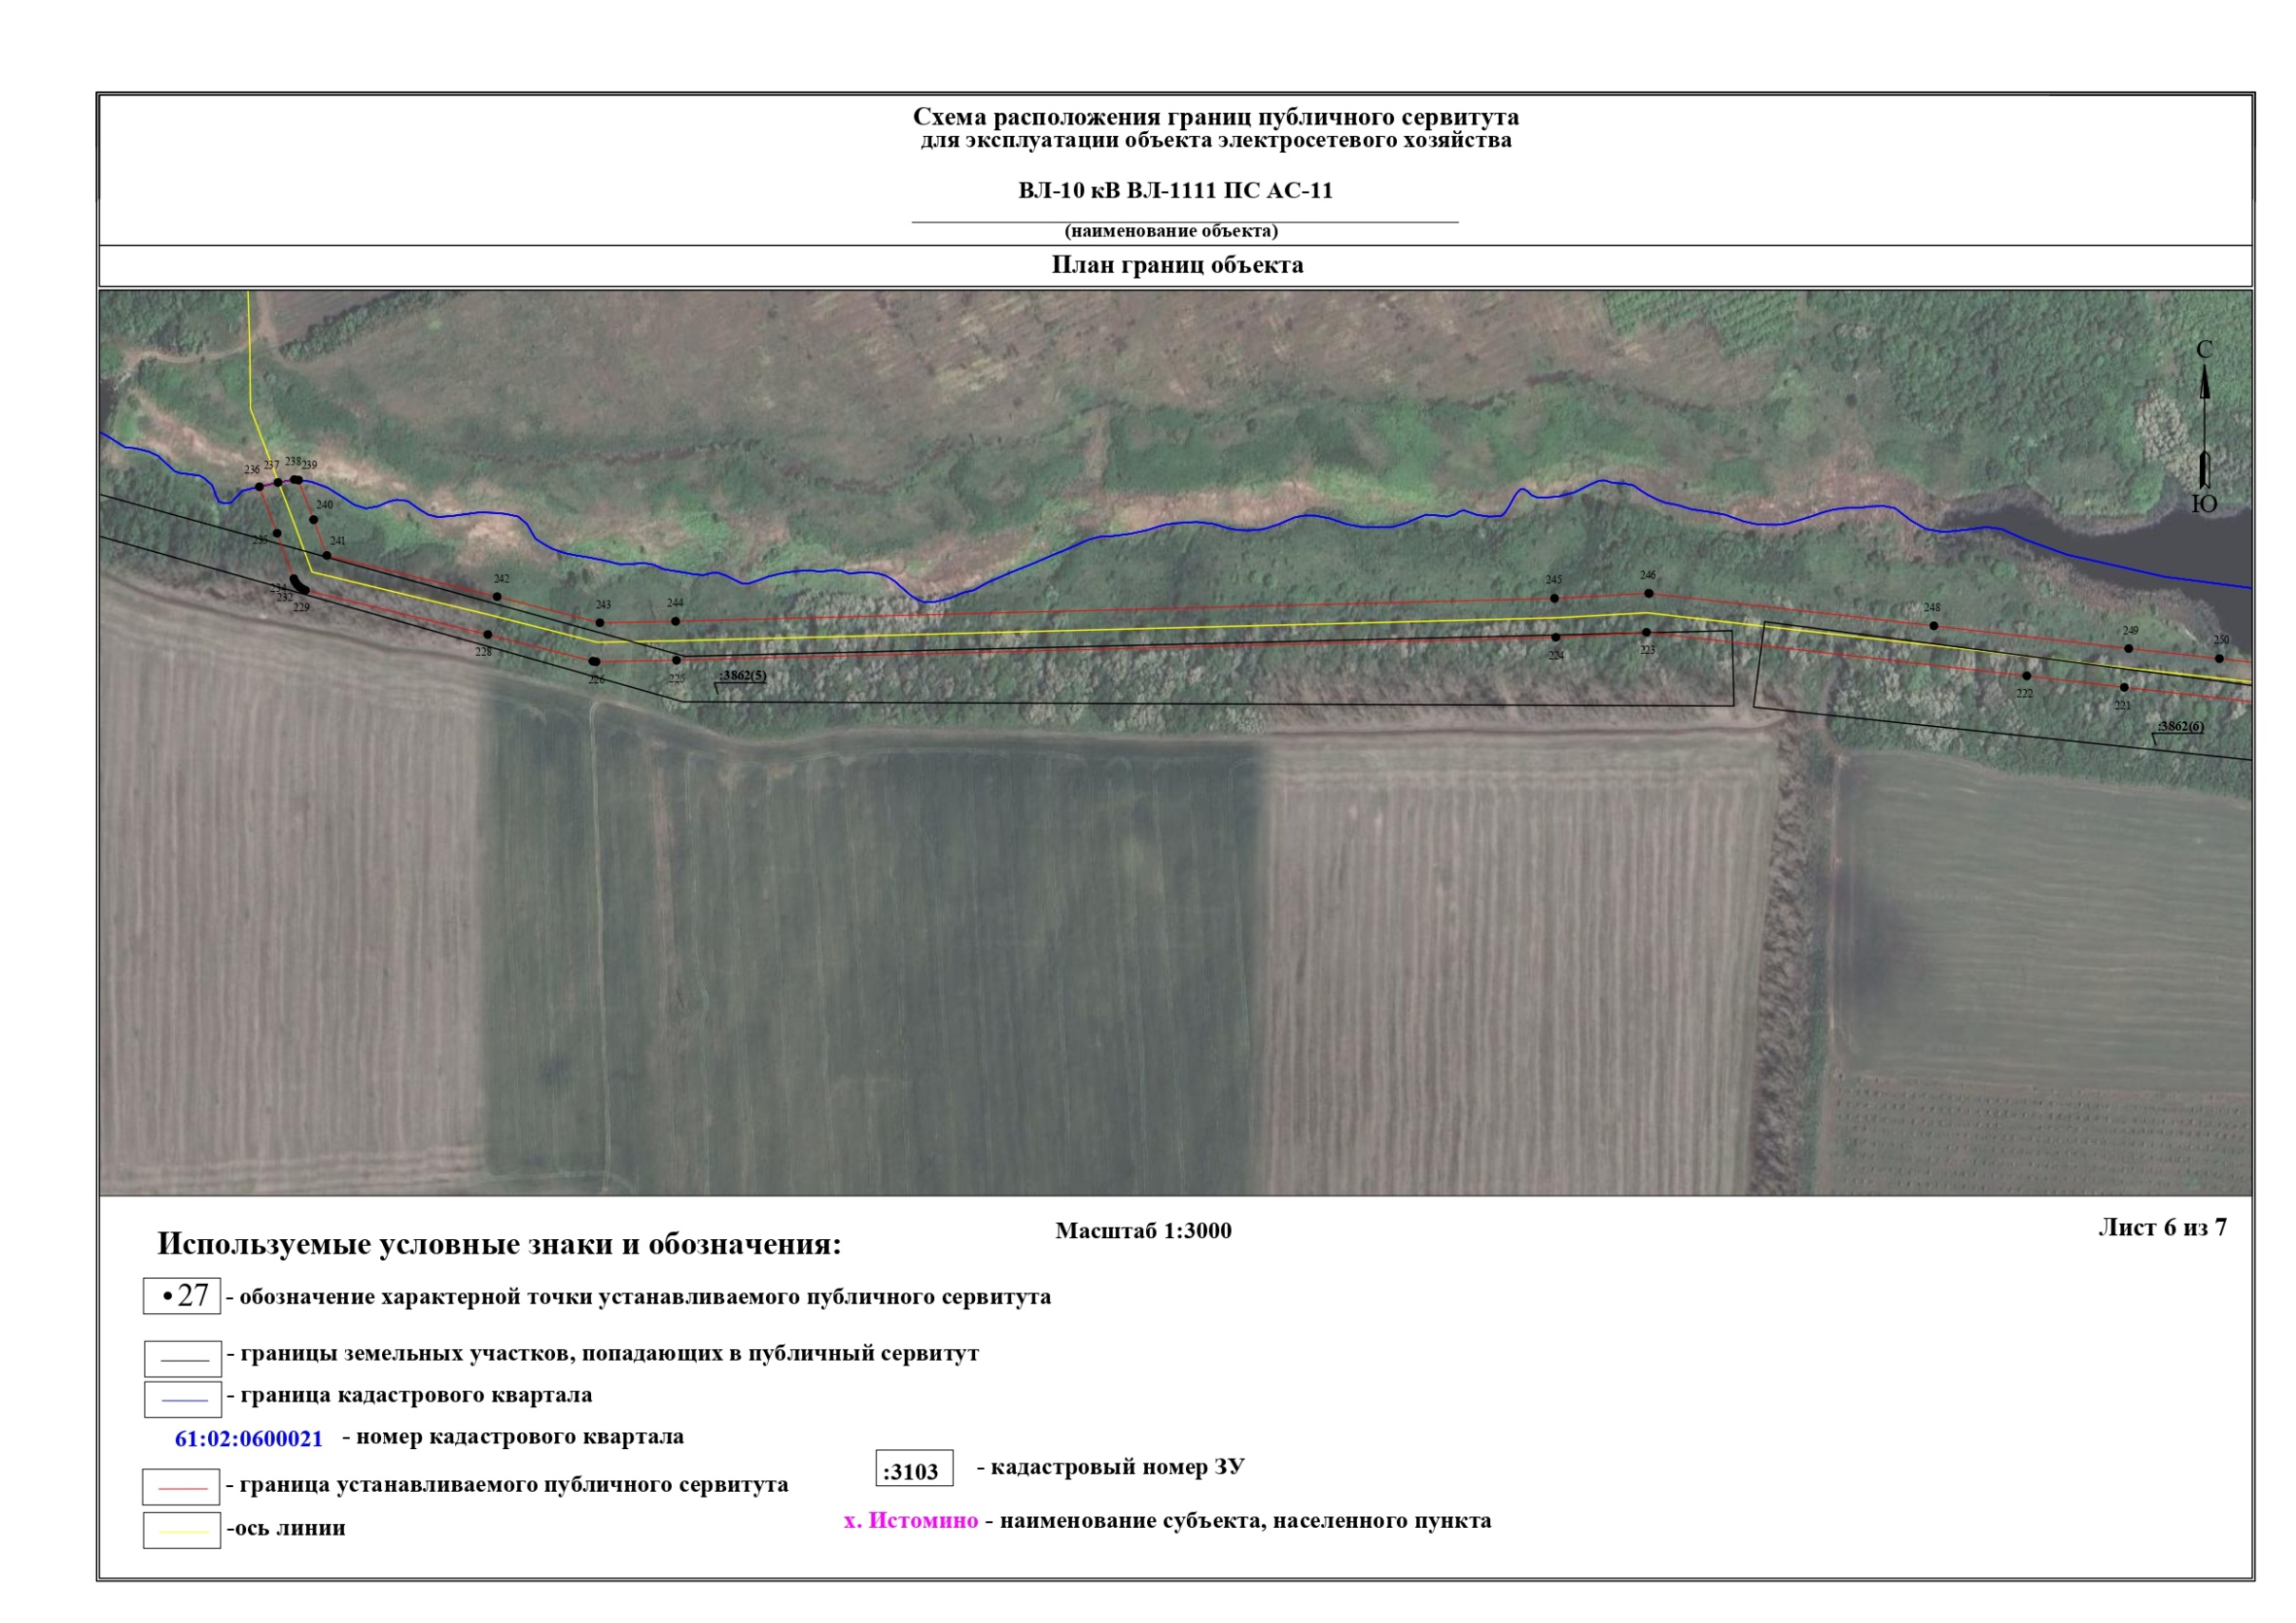 Схема расположения границ публичного сервитута
для эксплуатации объекта электросетевого хозяйства
ВЛ-10 кВ ВЛ-1111 ПС АС-11
(наименование объекта)
План границ объекта
С
Ю
236 237 238 239
240
235
241
234
232
229
242
243
244
245
246
248
249
250
228
226
225
224
223
222
221
:3862(5)
:3862(6)
Масштаб 1:3000
Лист 6 из 7
Используемые условные знаки и обозначения:
•27 - обозначение характерной точки устанавливаемого публичного сервитута
- границы земельных участков, попадающих в публичный сервитут
- граница кадастрового квартала
61:02:0600021 - номер кадастрового квартала
- граница устанавливаемого публичного сервитута
-ось линии
:3103 - кадастровый номер ЗУ
х. Истомино - наименование субъекта, населенного пункта